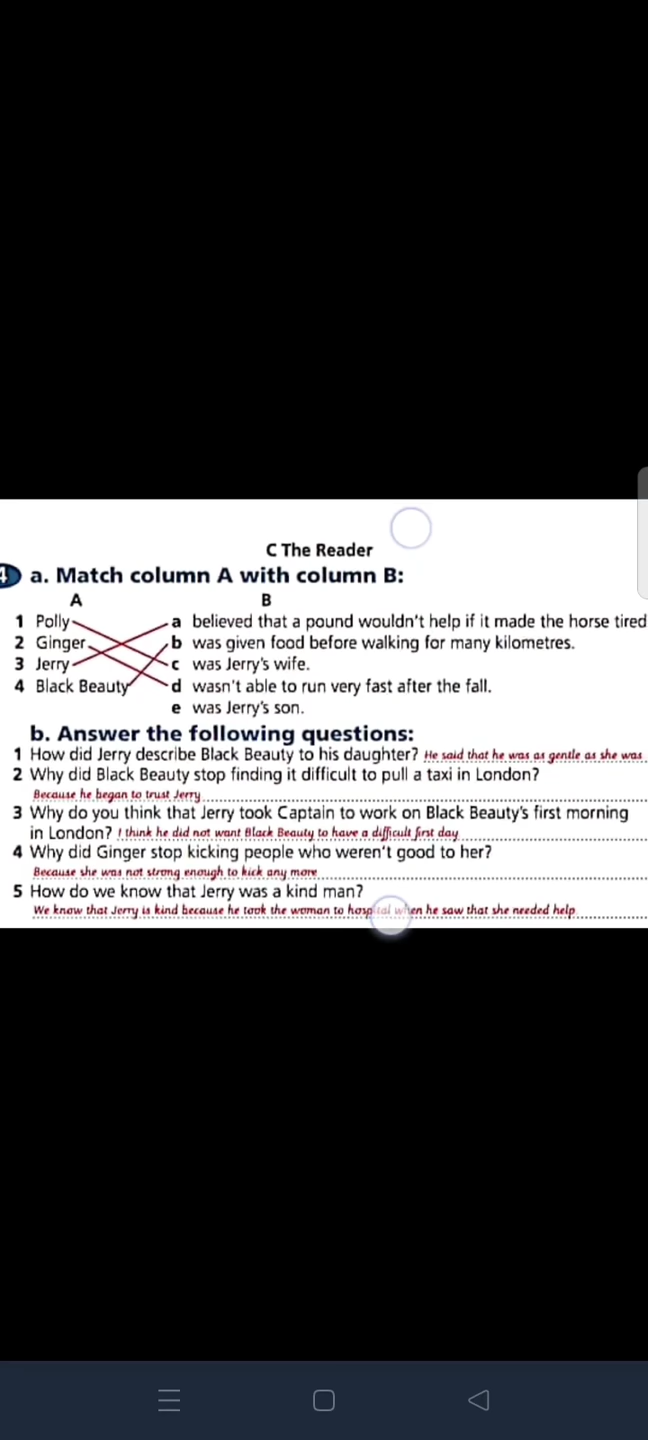 C The Reader
4 a. Match column A with column B:
A B
1 Polly a believed that a pound wouldn't help if it made the horse tired
2 Ginger b was given food before walking for many kilometres.
3 Jerry c was Jerry's wife.
4 Black Beauty d wasn't able to run very fast after the fall.
e was Jerry's son.
b. Answer the following questions:
1 How did Jerry describe Black Beauty to his daughter? He said that he was as gentle as she was
2 Why did Black Beauty stop finding it difficult to pull a taxi in London?
Because he began to trust Jerry
3 Why do you think that Jerry took Captain to work on Black Beauty's first morning
in London? I think he did not want Black Beauty to have a difficult first day
4 Why did Ginger stop kicking people who weren't good to her?
Because she was not strong enough to kick any more
5 How do we know that Jerry was a kind man?
We know that Jerry is kind because he took the woman to hospital when he saw that she needed help